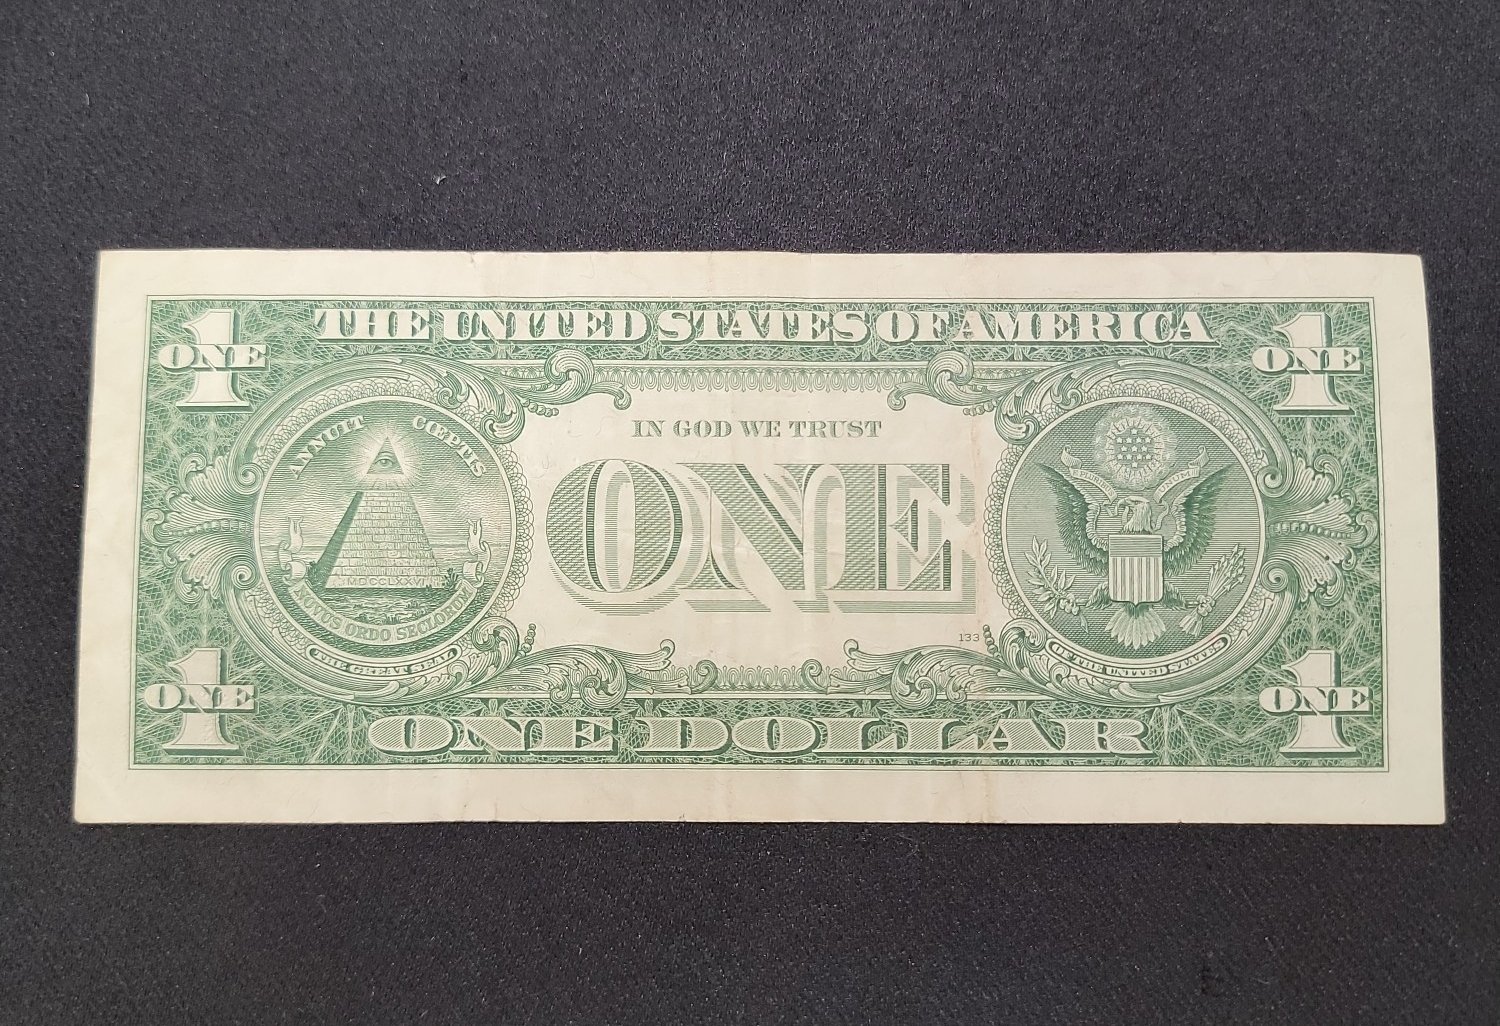 THE UNITED STATES OF AMERICA
1
ONE
1
ONE
ANNUIT CŒPTIS
IN GOD WE TRUST
ONE
MDCCLXXVI
NOVUS ORDO SECLORUM
THE GREAT SEAL
133
OF THE UNITED STATES
1
ONE
1
ONE
ONE DOLLAR